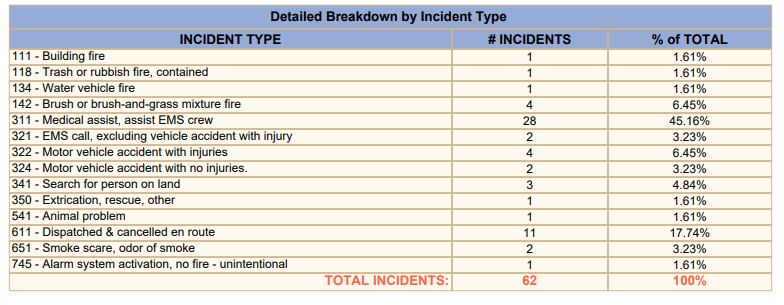 Detailed Breakdown by Incident Type
INCIDENT TYPE # INCIDENTS % of TOTAL
111 - Building fire 1 1.61%
118 - Trash or rubbish fire, contained 1 1.61%
134 - Water vehicle fire 1 1.61%
142 - Brush or brush-and-grass mixture fire 4 6.45%
311 - Medical assist, assist EMS crew 28 45.16%
321 - EMS call, excluding vehicle accident with injury 2 3.23%
322 - Motor vehicle accident with injuries 4 6.45%
324 - Motor vehicle accident with no injuries. 2 3.23%
341 - Search for person on land 3 4.84%
350 - Extrication, rescue, other 1 1.61%
541 - Animal problem 1 1.61%
611 - Dispatched & cancelled en route 11 17.74%
651 - Smoke scare, odor of smoke 2 3.23%
745 - Alarm system activation, no fire - unintentional 1 1.61%
TOTAL INCIDENTS: 62 100%